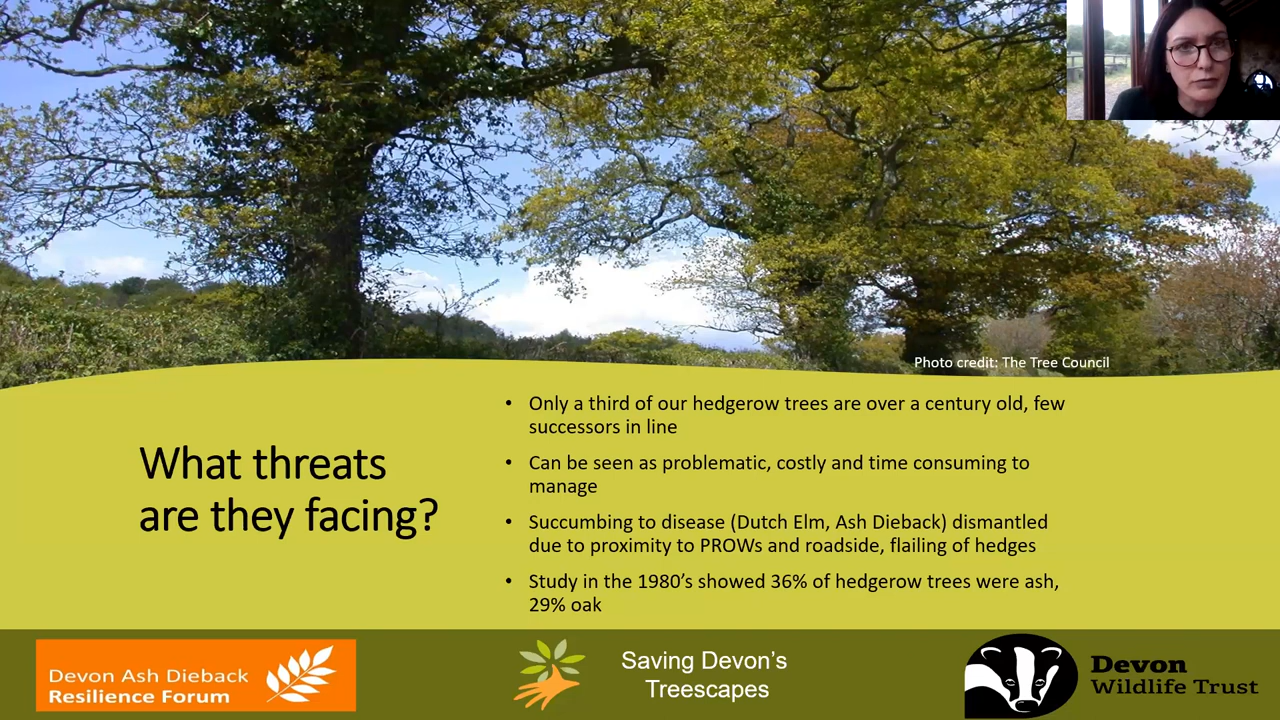 Photo credit: The Tree Council
What threats
are they facing?
• Only a third of our hedgerow trees are over a century old, few
successors in line
• Can be seen as problematic, costly and time consuming to
manage
• Succumbing to disease (Dutch Elm, Ash Dieback) dismantled
due to proximity to PROWs and roadside, flailing of hedges
• Study in the 1980’s showed 36% of hedgerow trees were ash,
29% oak
Devon Ash Dieback
Resilience Forum
Saving Devon’s
Treescapes
Devon
Wildlife Trust